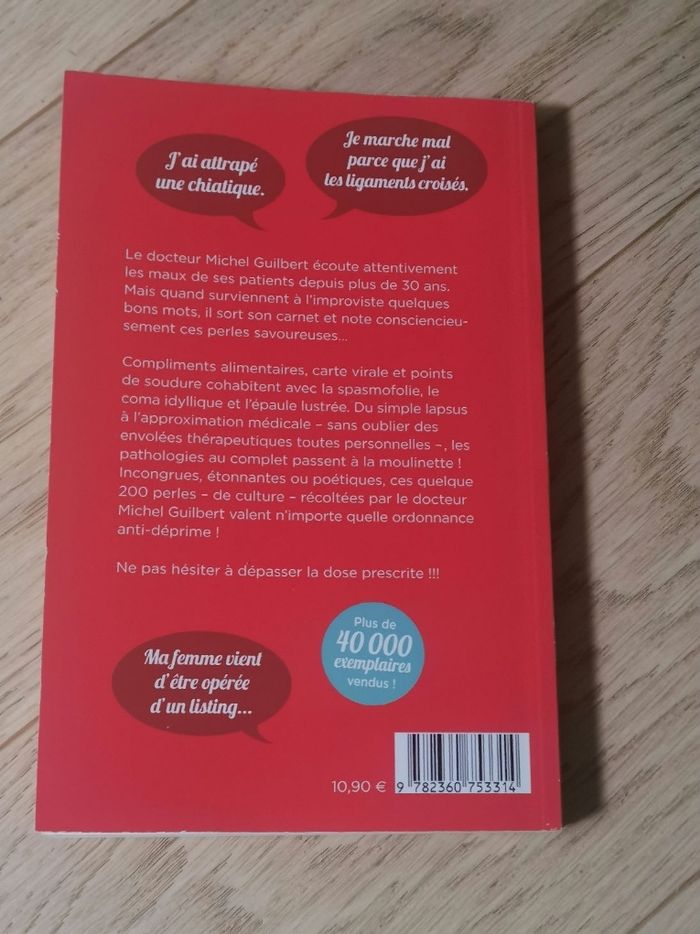 J'ai attrapé
une chiatique.
Je marche mal
parce que j'ai
les ligaments croisés.
Le docteur Michel Guilbert écoute attentivement
les maux de ses patients depuis plus de 30 ans.
Mais quand surviennent à l'improviste quelques
bons mots, il sort son carnet et note consciencieu-
sement ces perles savoureuses...
Compliments alimentaires, carte virale et points
de soudure cohabitent avec la spasmofolie, le
coma idyllique et l'épaule lustrée. Du simple lapsus
à l'approximation médicale – sans oublier des
envolées thérapeutiques toutes personnelles –, les
pathologies au complet passent à la moulinette !
Incongrues, étonnantes ou poétiques, ces quelque
200 perles – de culture – récoltées par le docteur
Michel Guilbert valent n'importe quelle ordonnance
anti-déprime !
Ne pas hésiter à dépasser la dose prescrite !!!
Plus de
40 000
exemplaires
vendus !
Ma femme vient
d'être opérée
d'un listing...
10,90 €
9 782360 753314